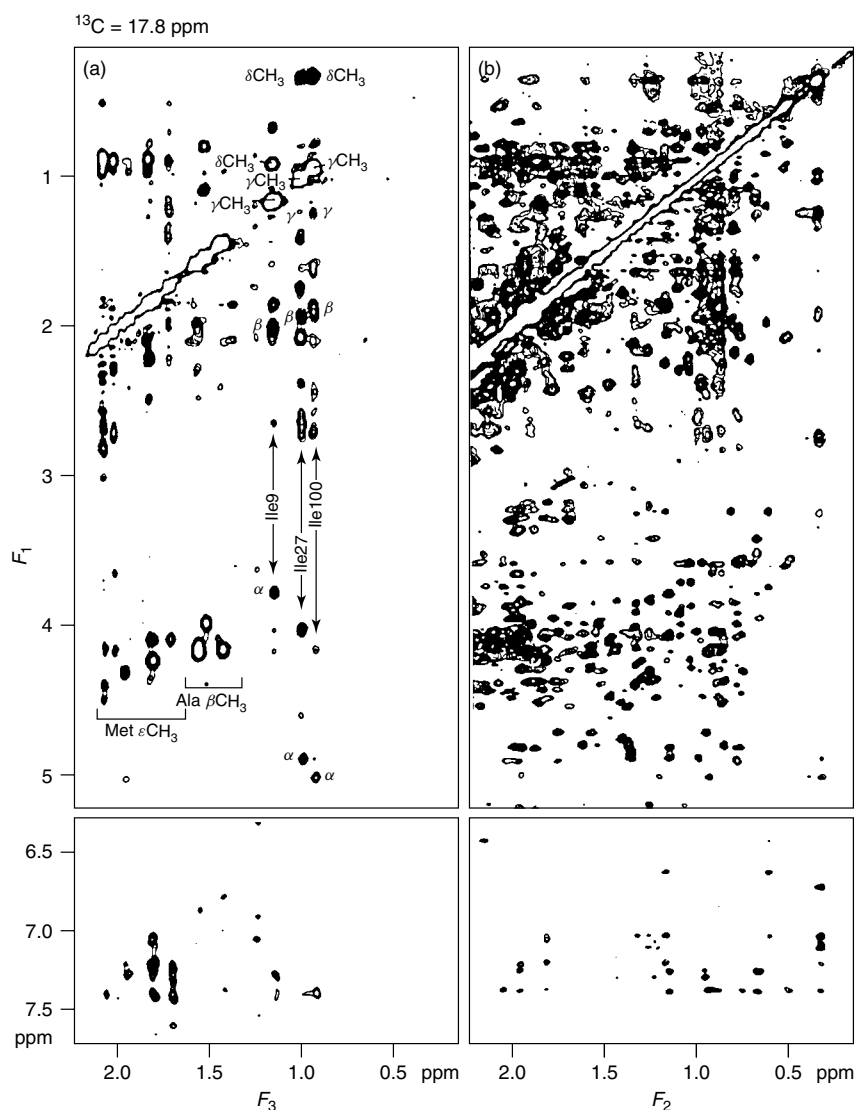 ¹³C = 17.8 ppm
(a)
(b)
δCH₃
δCH₃
δCH₃
γCH₃
γCH₃
γCH₃
γ
γ
β
β
β
Ile9
Ile27
Ile100
α
Ala βCH₃
Met εCH₃
α
α
1
2
3
4
5
F₁
6.5
7.0
7.5
ppm
2.0
1.5
1.0
0.5
ppm
2.0
1.5
1.0
0.5
ppm
F₃
F₂